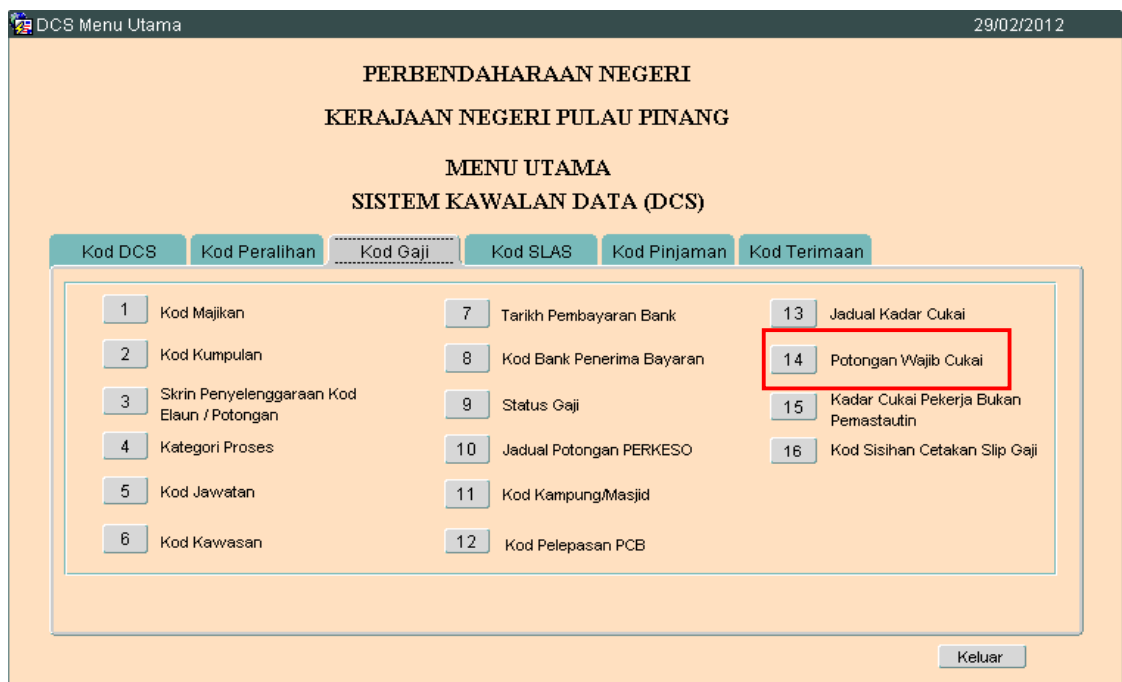 DCS Menu Utama 29/02/2012
PERBENDAHARAAN NEGERI
KERAJAAN NEGERI PULAU PINANG
MENU UTAMA
SISTEM KAWALAN DATA (DCS)
Kod DCS Kod Peralihan Kod Gaji Kod SLAS Kod Pinjaman Kod Terimaan
1 Kod Majikan
2 Kod Kumpulan
3 Skrin Penyelenggaraan Kod
Elaun / Potongan
4 Kategori Proses
5 Kod Jawatan
6 Kod Kawasan
7 Tarikh Pembayaran Bank
8 Kod Bank Penerima Bayaran
9 Status Gaji
10 Jadual Potongan PERKESO
11 Kod Kampung/Masjid
12 Kod Pelepasan PCB
13 Jadual Kadar Cukai
14 Potongan Wajib Cukai
15 Kadar Cukai Pekerja Bukan
Pemastautin
16 Kod Sisihan Cetakan Slip Gaji
Keluar